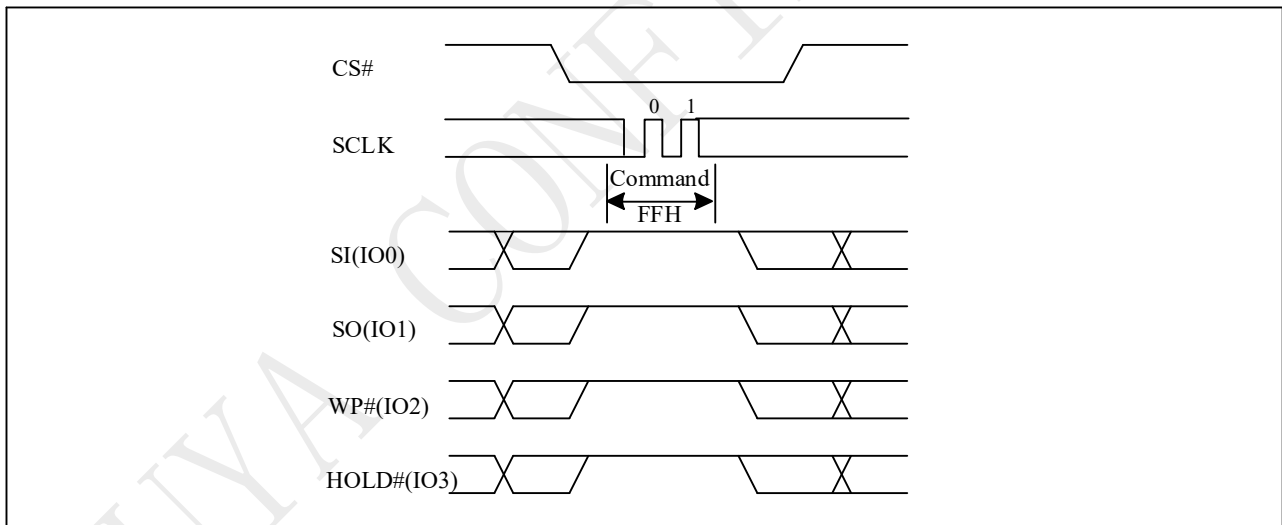 CS#
0 1
SCLK
Command
FFH
SI(IO0)
SO(IO1)
WP#(IO2)
HOLD#(IO3)